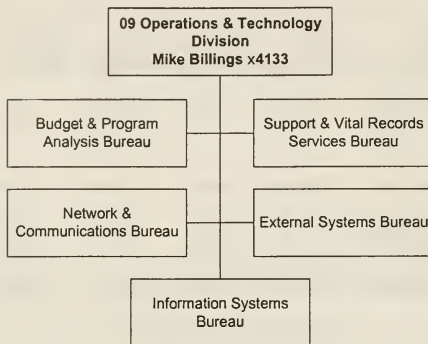 09 Operations & Technology
Division
Mike Billings x4133
Budget & Program
Analysis Bureau
Support & Vital Records
Services Bureau
Network &
Communications Bureau
External Systems Bureau
Information Systems
Bureau